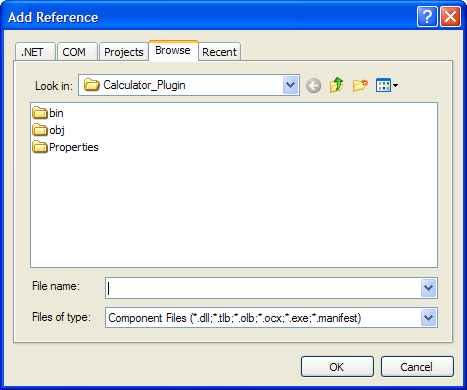 Add Reference
.NET COM Projects Browse Recent
Look in: Calculator_Plugin
bin
obj
Properties
File name:
Files of type: Component Files (*.dll;*.tlb;*.olb;*.ocx;*.exe;*.manifest)
OK Cancel